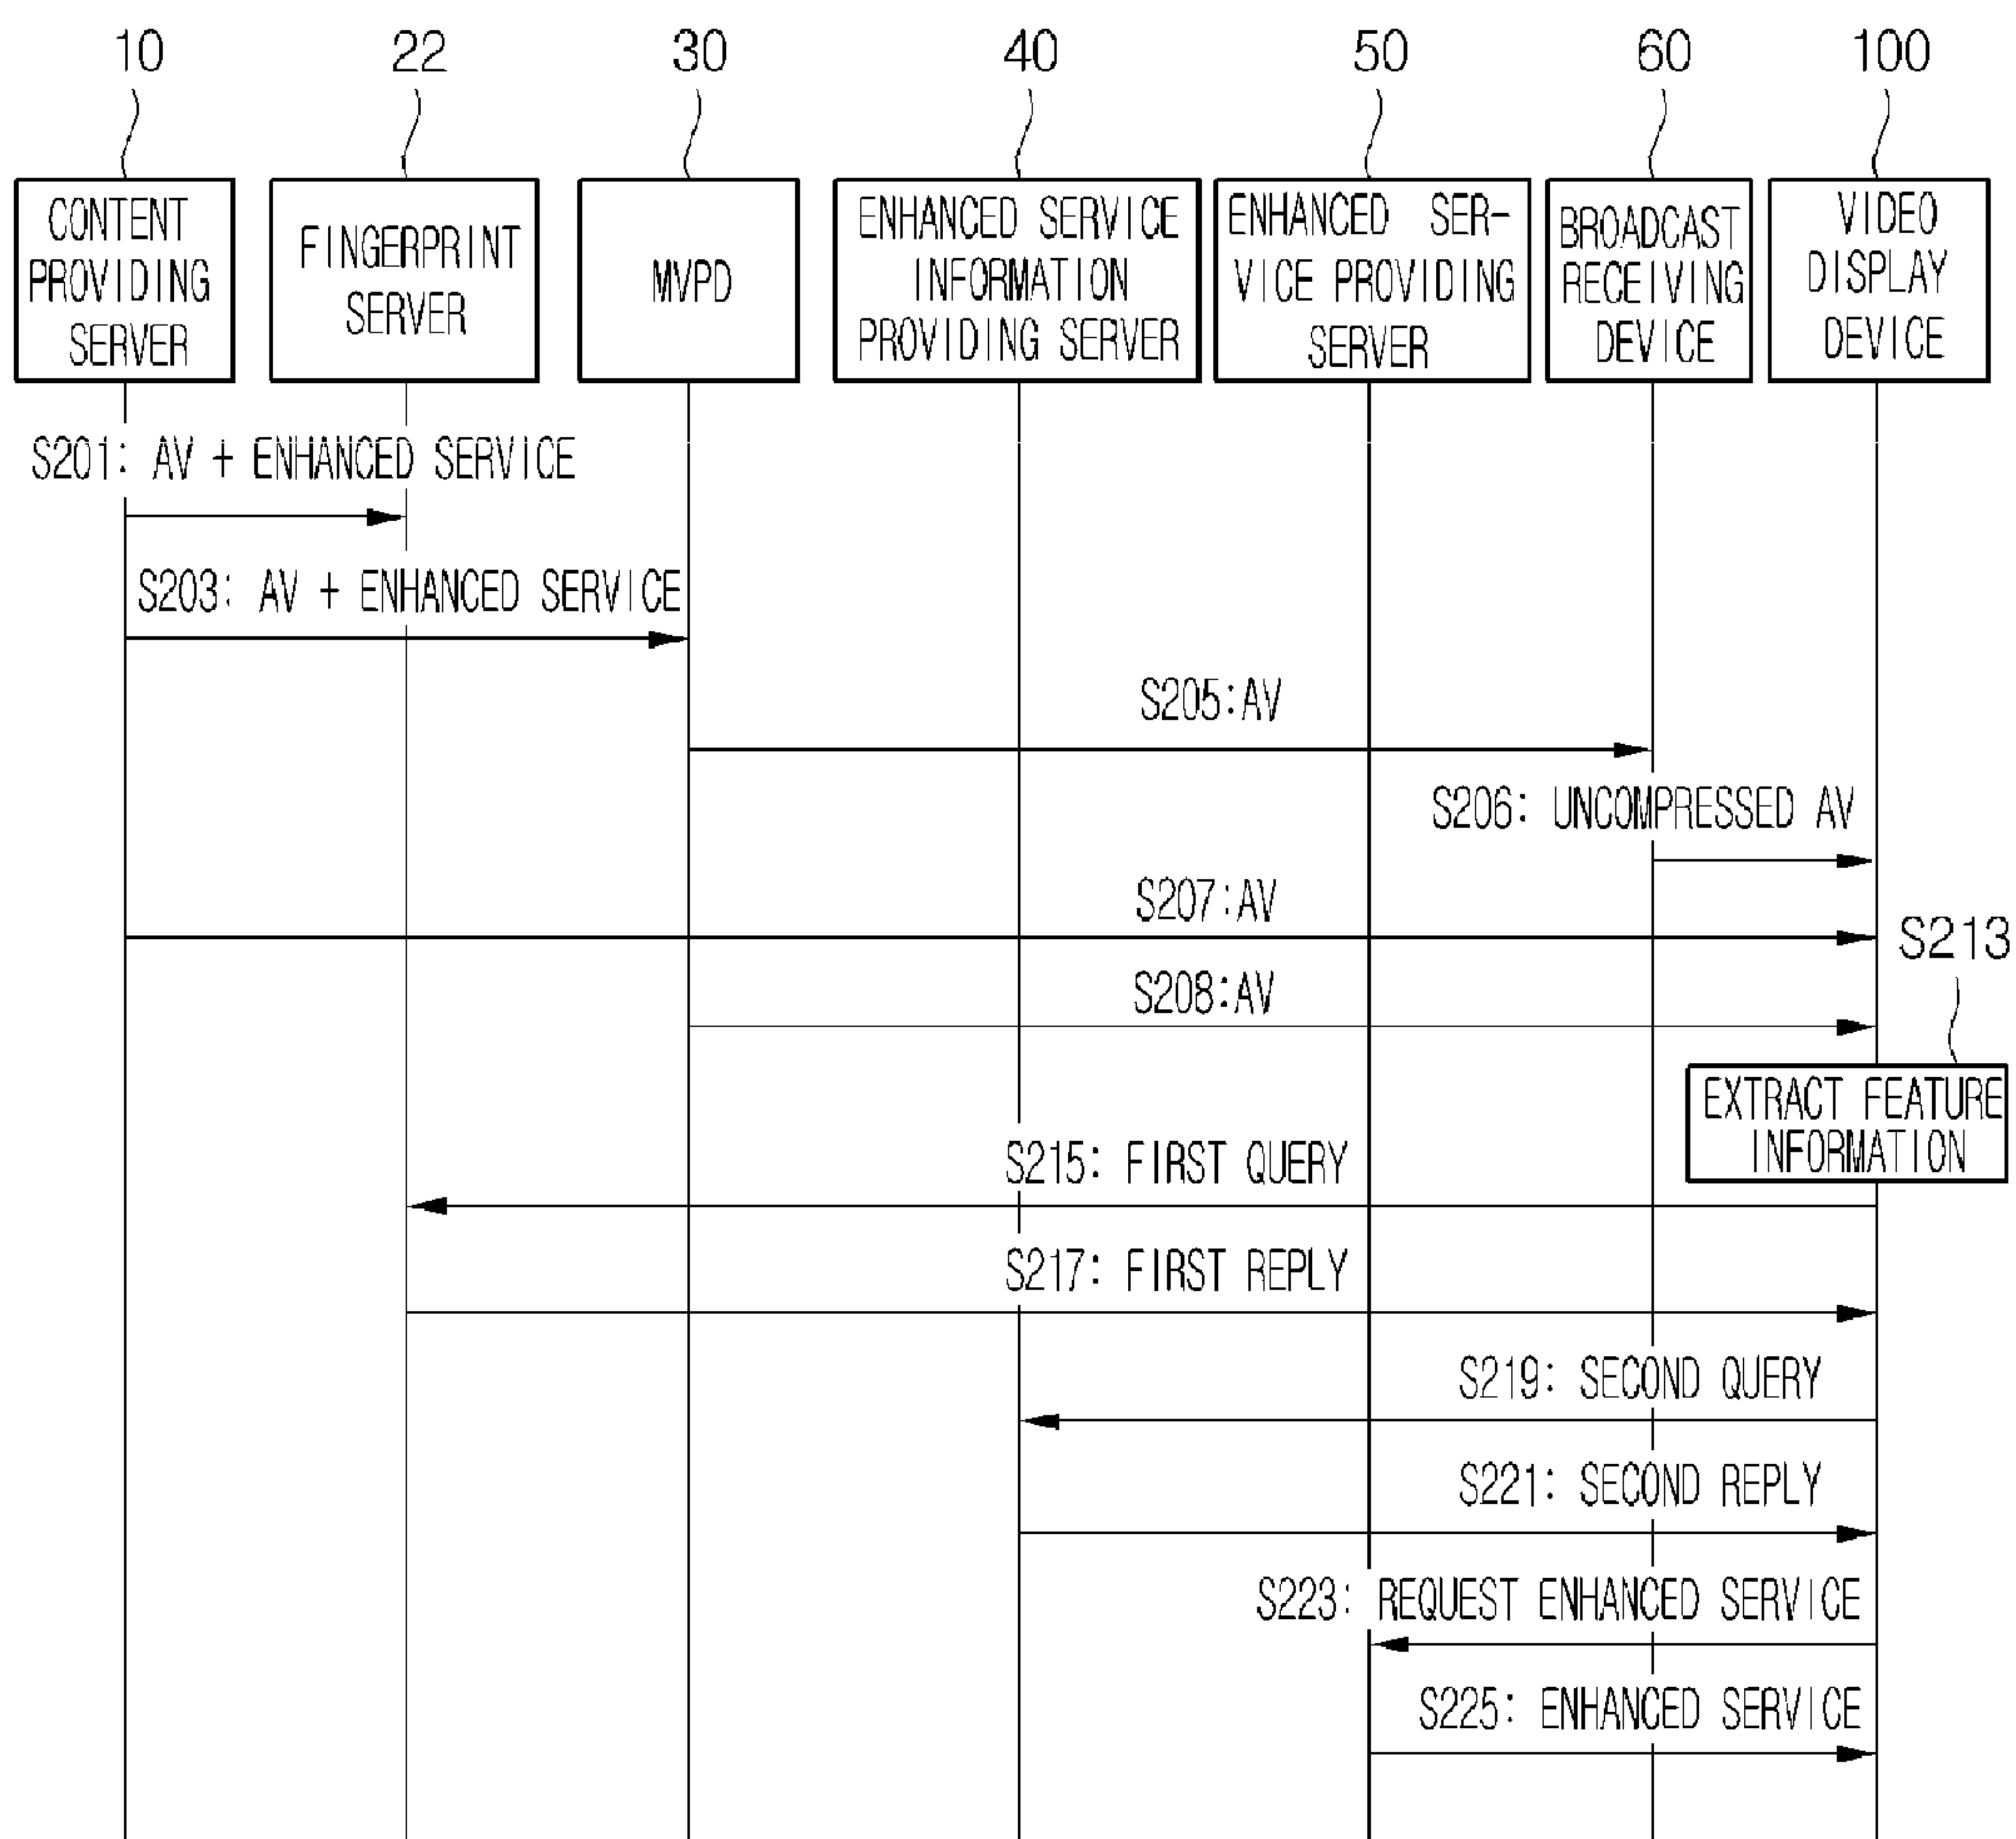 10
22
30
40
50
60
100
CONTENT
PROVIDING
SERVER
FINGERPRINT
SERVER
MVPD
ENHANCED SERVICE
INFORMATION
PROVIDING SERVER
ENHANCED SER-
VICE PROVIDING
SERVER
BROADCAST
RECEIVING
DEVICE
VIDEO
DISPLAY
DEVICE
S201: AV + ENHANCED SERVICE
S203: AV + ENHANCED SERVICE
S205:AV
S206: UNCOMPRESSED AV
S207:AV
S213
S208:AV
EXTRACT FEATURE
INFORMATION
S215: FIRST QUERY
S217: FIRST REPLY
S219: SECOND QUERY
S221: SECOND REPLY
S223: REQUEST ENHANCED SERVICE
S225: ENHANCED SERVICE